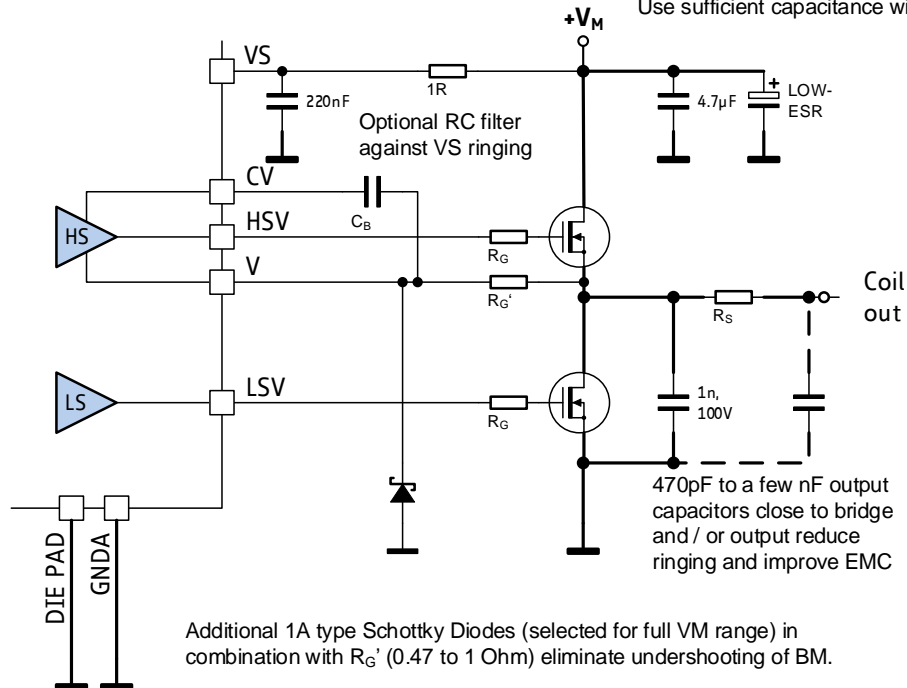 Use sufficient capacitance wi
+VM
VS
1R
220nF
4.7µF
+
LOW-
ESR
Optional RC filter
against VS ringing
CV
CB
HS
HSV
RG
V
RG‘
Coil
out
RS
LS
LSV
RG
1n,
100V
470pF to a few nF output
capacitors close to bridge
and / or output reduce
ringing and improve EMC
DIE PAD
GNDA
Additional 1A type Schottky Diodes (selected for full VM range) in
combination with RG’ (0.47 to 1 Ohm) eliminate undershooting of BM.